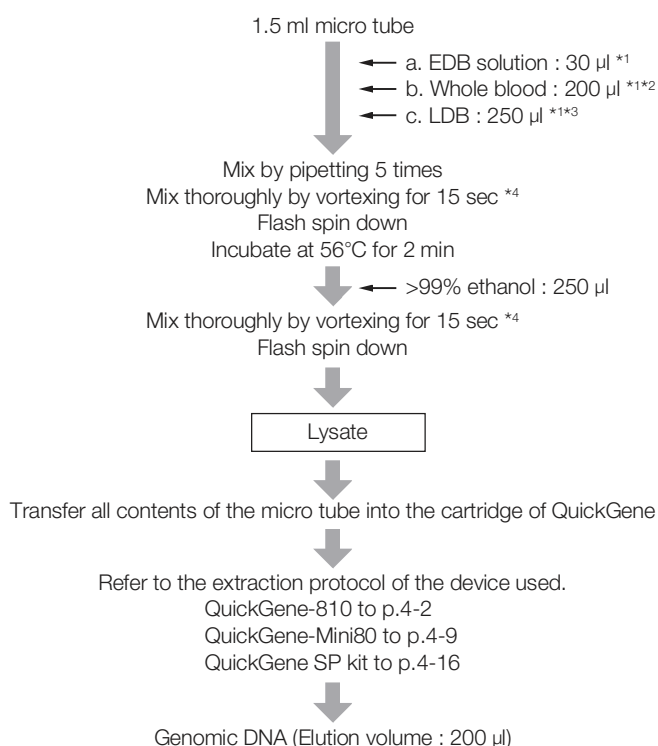 1.5 ml micro tube
a. EDB solution : 30 µl *1
b. Whole blood : 200 µl *1*2
c. LDB : 250 µl *1*3
Mix by pipetting 5 times
Mix thoroughly by vortexing for 15 sec *4
Flash spin down
Incubate at 56°C for 2 min
>99% ethanol : 250 µl
Mix thoroughly by vortexing for 15 sec *4
Flash spin down
Lysate
Transfer all contents of the micro tube into the cartridge of QuickGene
Refer to the extraction protocol of the device used.
QuickGene-810 to p.4-2
QuickGene-Mini80 to p.4-9
QuickGene SP kit to p.4-16
Genomic DNA (Elution volume : 200 µl)